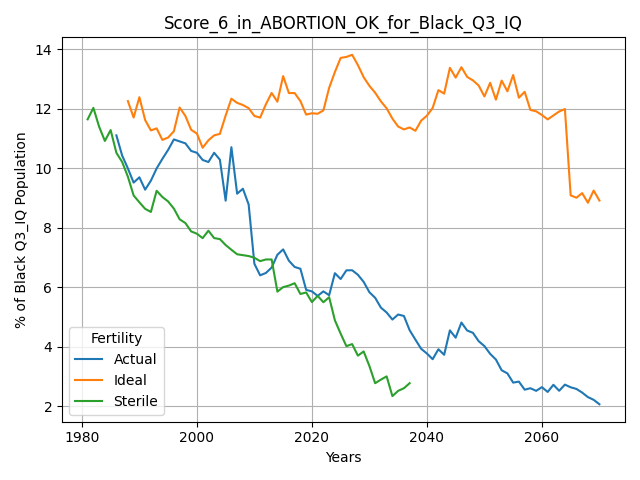 Score_6_in_ABORTION_OK_for_Black_Q3_IQ
% of Black Q3_IQ Population
14
12
10
8
6
4
2
Fertility
Actual
Ideal
Sterile
1980
2000
2020
2040
2060
Years